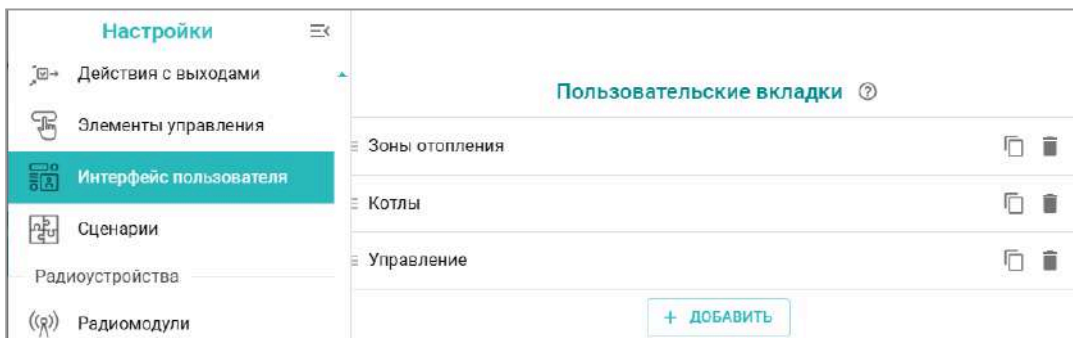 Настройки
Действия с выходами
Элементы управления
Интерфейс пользователя
Сценарии
Радиоустройства
Радиомодули
Пользовательские вкладки
Зоны отопления
Котлы
Управление
+ ДОБАВИТЬ